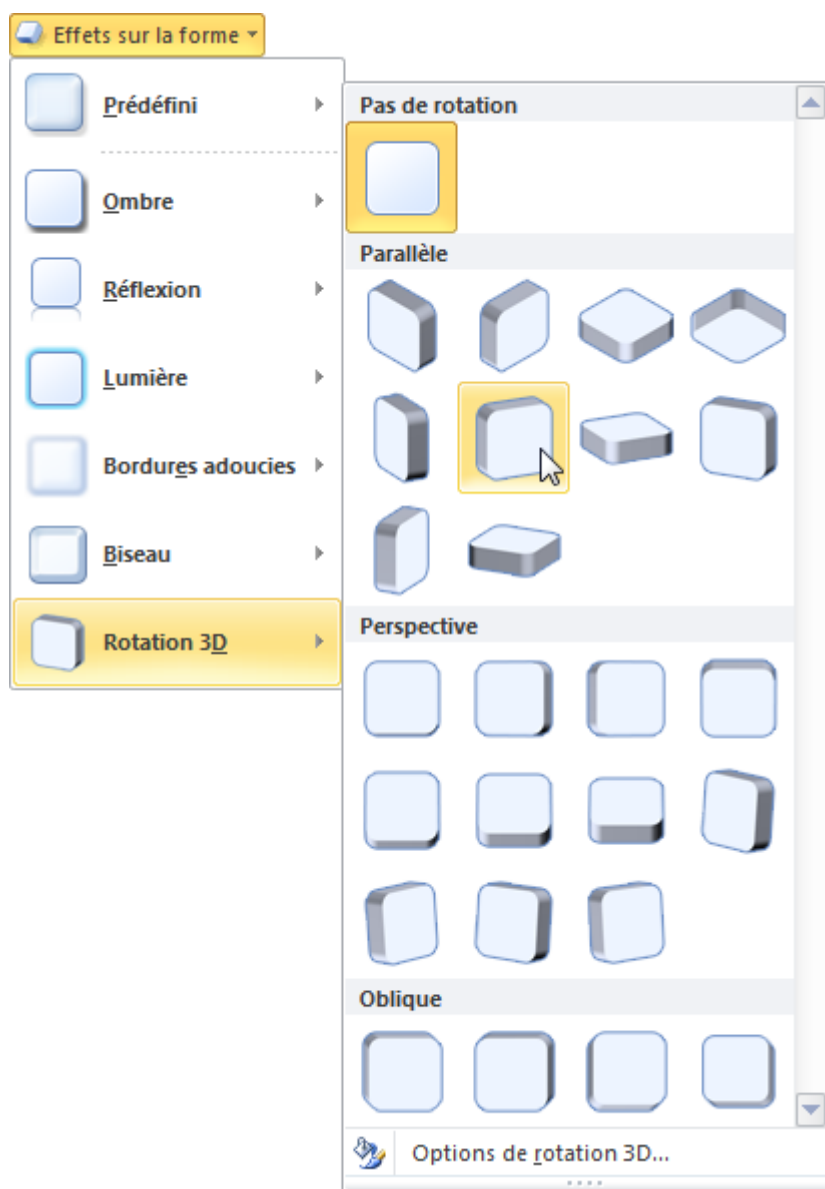 Effets sur la forme
Prédéfini
Ombre
Réflexion
Lumière
Bordures adoucies
Biseau
Rotation 3D
Pas de rotation
Parallèle
Perspective
Oblique
Options de rotation 3D...